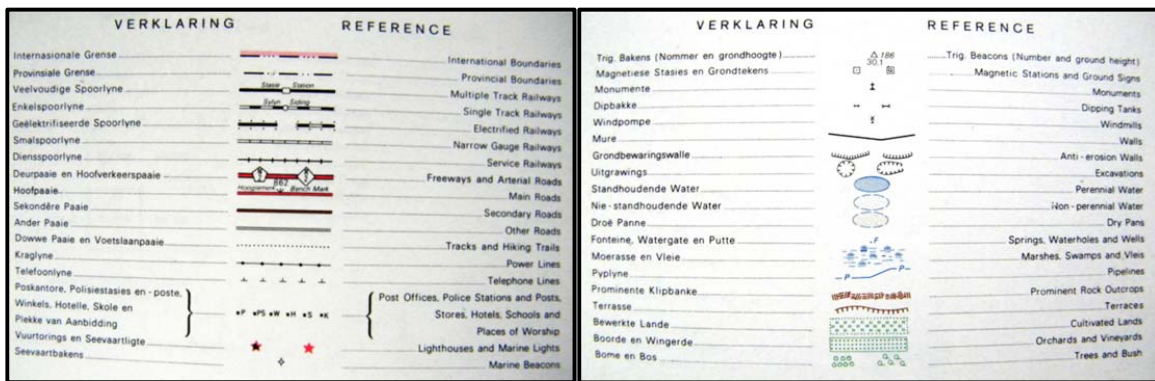 VERKLARING REFERENCE
Internasionale Grense International Boundaries
Provinsiale Grense Provincial Boundaries
Veelvoudige Spoorlyne Stasie Station Multiple Track Railways
Enkelspoorlyne Sylyn Siding Single Track Railways
Geëlektrifiseerde Spoorlyne Electrified Railways
Smalspoorlyne Narrow Gauge Railways
Diensspoorlyne Service Railways
Deurpaaie en Hoofverkeerspaaie Freeways and Arterial Roads
Hoofpaaie Hoogtemerk 862 Bench Mark Main Roads
Sekondêre Paaie Secondary Roads
Ander Paaie Other Roads
Dowwe Paaie en Voetslaanpaaie Tracks and Hiking Trails
Kraglyne Power Lines
Telefoonlyne Telephone Lines
Poskantore, Polisiestasies en -poste, Post Offices, Police Stations and Posts,
Winkels, Hotelle, Skole en P PS W H S K Stores, Hotels, Schools and
Plekke van Aanbidding Places of Worship
Vuurtorings en Seevaartligte Lighthouses and Marine Lights
Seevaartbakens Marine Beacons
VERKLARING REFERENCE
Trig. Bakens (Nommer en grondhoogte) 186 30,1 Trig. Beacons (Number and ground height)
Magnetiese Stasies en Grondtekens Magnetic Stations and Ground Signs
Monumente Monuments
Dipbakke Dipping Tanks
Windpompe Windmills
Mure Walls
Grondbewaringswalle Anti-erosion Walls
Uitgrawings Excavations
Standhoudende Water Perennial Water
Nie-standhoudende Water Non-perennial Water
Droë Panne Dry Pans
Fonteine, Watergate en Putte F Springs, Waterholes and Wells
Moerasse en Vleie Marshes, Swamps and Vleis
Pyplyne P P Pipelines
Prominente Klipbanke Prominent Rock Outcrops
Terrasse Terraces
Bewerkte Lande Cultivated Lands
Boorde en Wingerde Orchards and Vineyards
Bome en Bos Trees and Bush